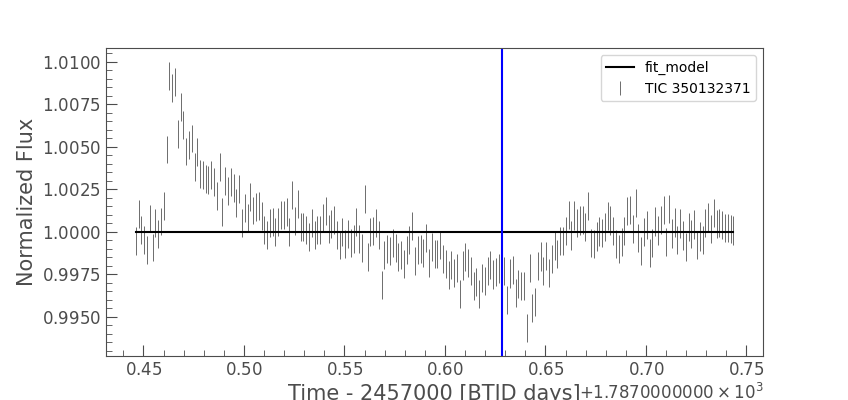 1.0100
1.0075
1.0050
1.0025
1.0000
0.9975
0.9950
Normalized Flux
fit_model
TIC 350132371
0.45 0.50 0.55 0.60 0.65 0.70 0.75
Time - 2457000 [BTJD days] +1.7870000000 × 10³